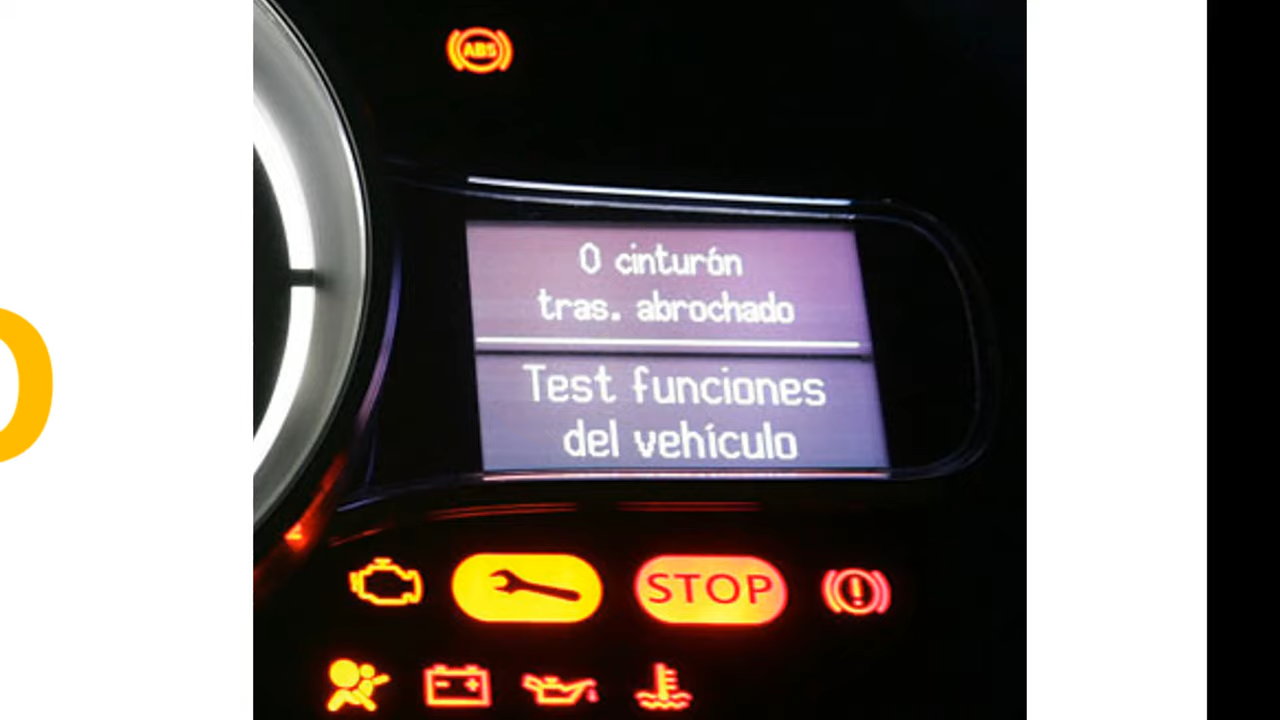 ABS
0 cinturón
tras. abrochado
Test funciones
del vehículo
STOP